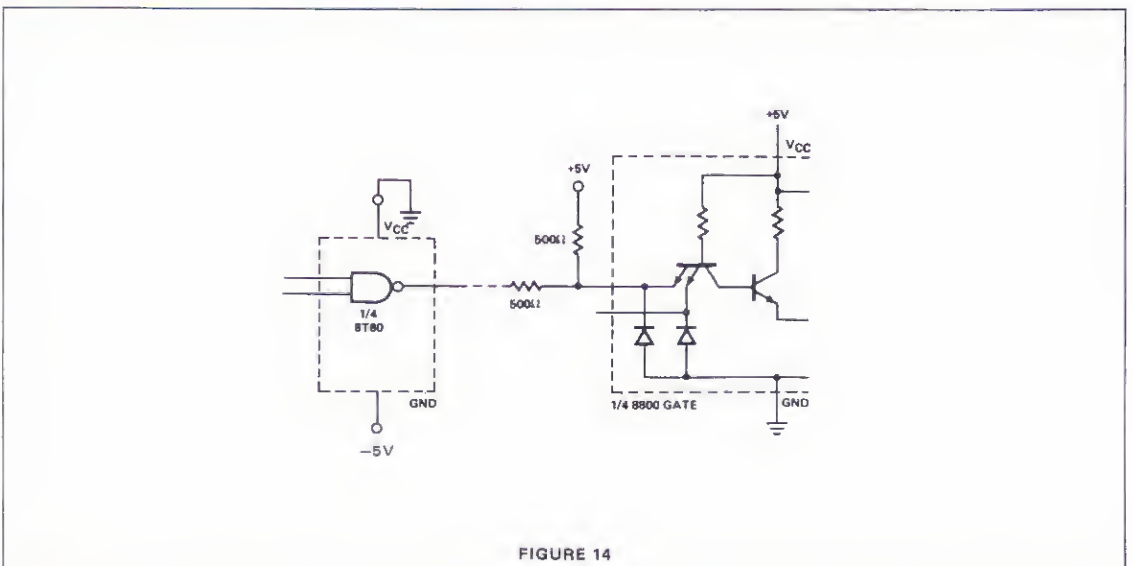 +5V
VCC
+5V
VCC
500Ω
1/4
8T80
500Ω
GND
1/4 8800 GATE
GND
−5V
FIGURE 14